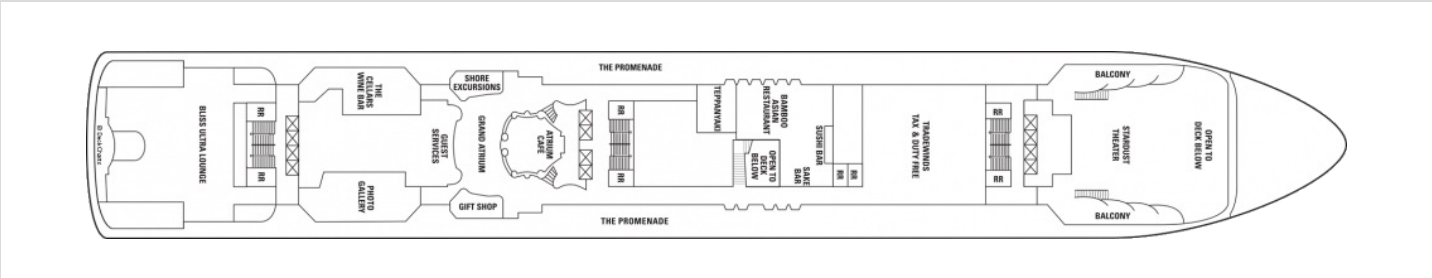 THE PROMENADE
BALCONY
THE
CELLARS
WINE BAR
SHORE
EXCURSIONS
TEPPANYAKI
BAMBOO
ASIAN
RESTAURANT
RR
RR
RR
BLISS ULTRA LOUNGE
GUEST
SERVICES
GRAND ATRIUM
ATRIUM
CAFÉ
SUSHI BAR
TRADEWINDS
TAX & DUTY FREE
STARDUST
THEATER
OPEN TO
DECK BELOW
OPEN TO
DECK
BELOW
SAKE
BAR
RR
RR
RR
RR
RR
PHOTO
GALLERY
GIFT SHOP
THE PROMENADE
BALCONY